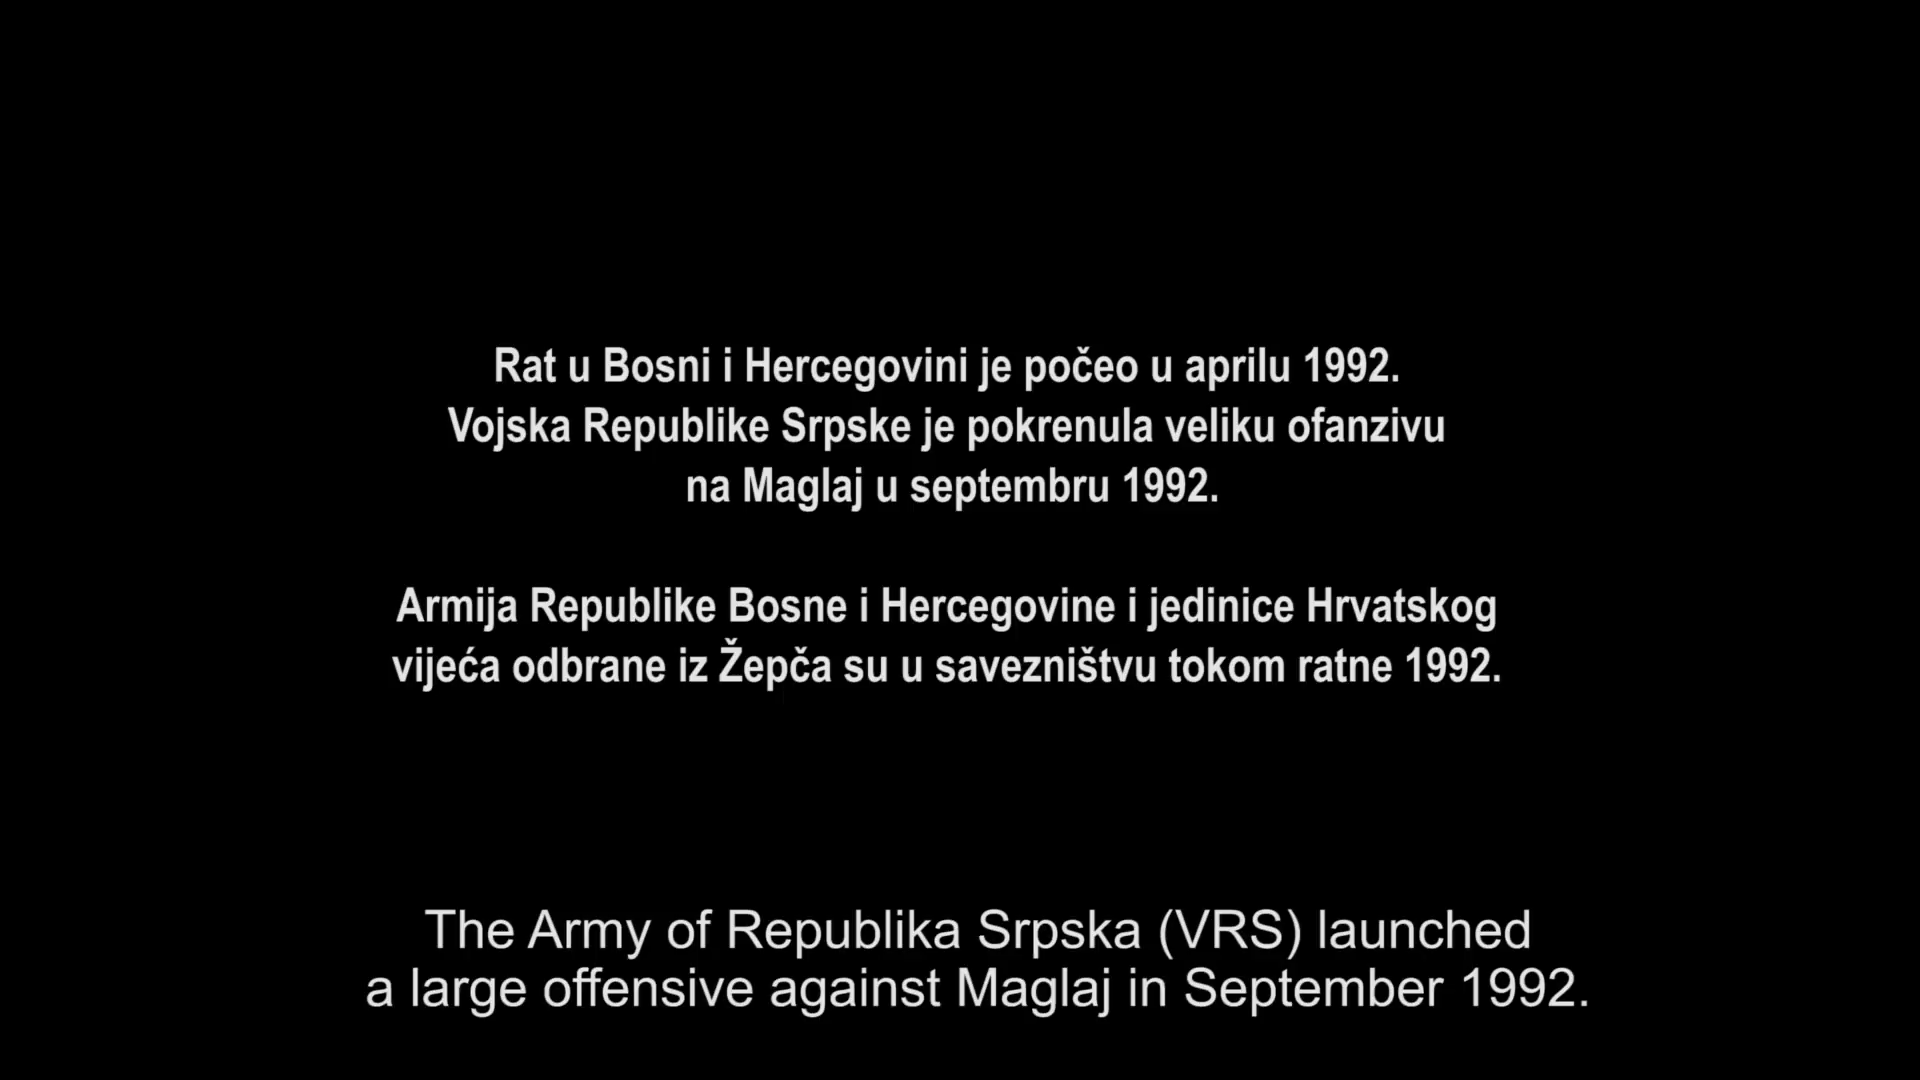 Rat u Bosni i Hercegovini je počeo u aprilu 1992.
Vojska Republike Srpske je pokrenula veliku ofanzivu
na Maglaj u septembru 1992.
Armija Republike Bosne i Hercegovine i jedinice Hrvatskog
vijeća odbrane iz Žepča su u savezništvu tokom ratne 1992.
The Army of Republika Srpska (VRS) launched
a large offensive against Maglaj in September 1992.